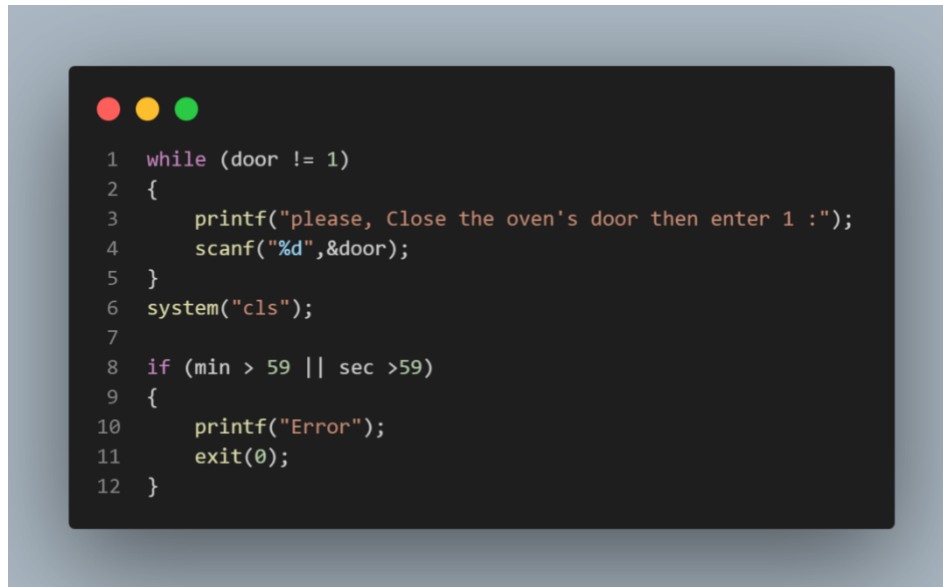 1 while (door != 1)
2 {
3     printf("please, Close the oven's door then enter 1 :");
4     scanf("%d",&door);
5 }
6 system("cls");
7
8 if (min > 59 || sec >59)
9 {
10     printf("Error");
11     exit(0);
12 }